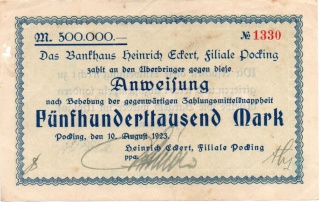 M. 500.000.— № 1330
Das Bankhaus Heinrich Eckert, Filiale Pocking
zahlt an den Überbringer gegen diese
Anweisung
nach Behebung der gegenwärtigen Zahlungsmittelknappheit
Fünfhunderttausend Mark
Pocking, den 10. August 1923.
Heinrich Eckert, Filiale Pocking
ppa.